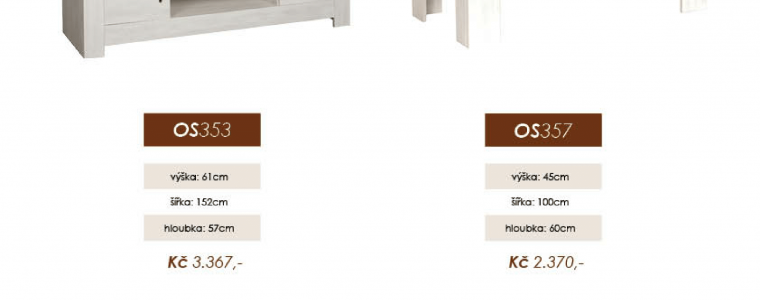 OS353
výška: 61cm
šířka: 152cm
hloubka: 57cm
Kč 3.367,-
OS357
výška: 45cm
šířka: 100cm
hloubka: 60cm
Kč 2.370,-